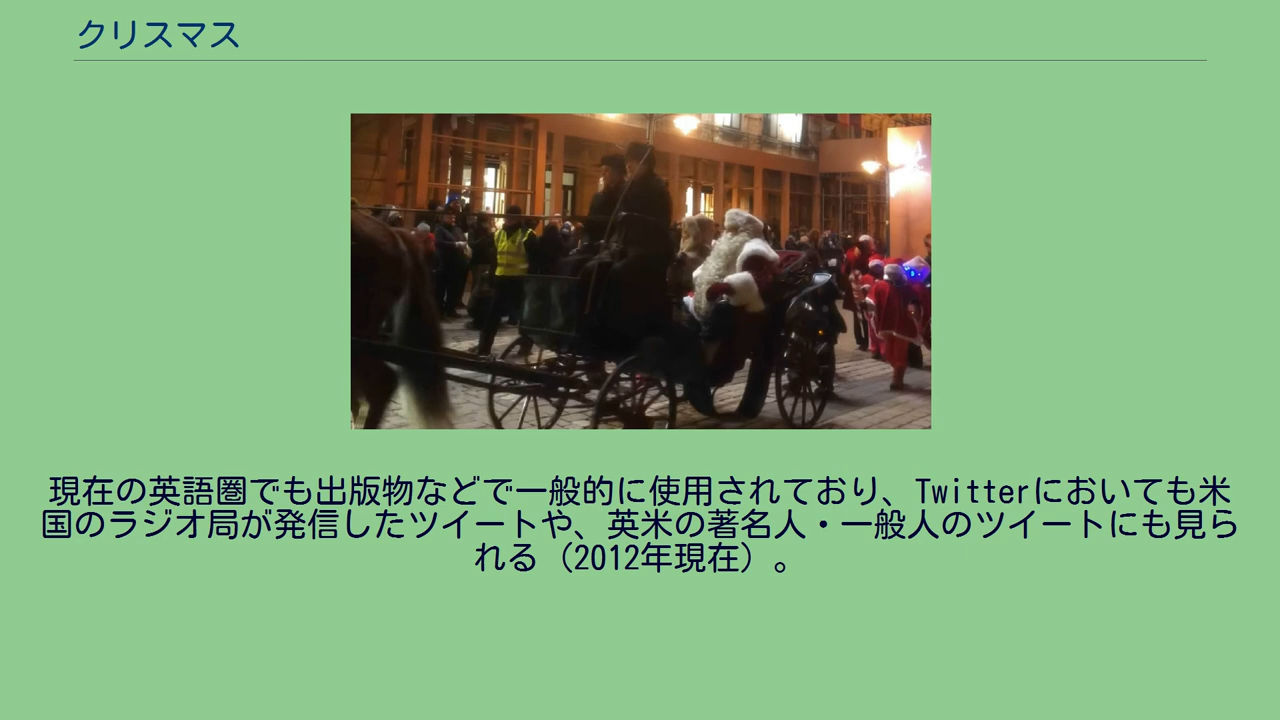 クリスマス
現在の英語圏でも出版物などで一般的に使用されており、Twitterにおいても米
国のラジオ局が発信したツイートや、英米の著名人・一般人のツイートにも見ら
れる（2012年現在）。